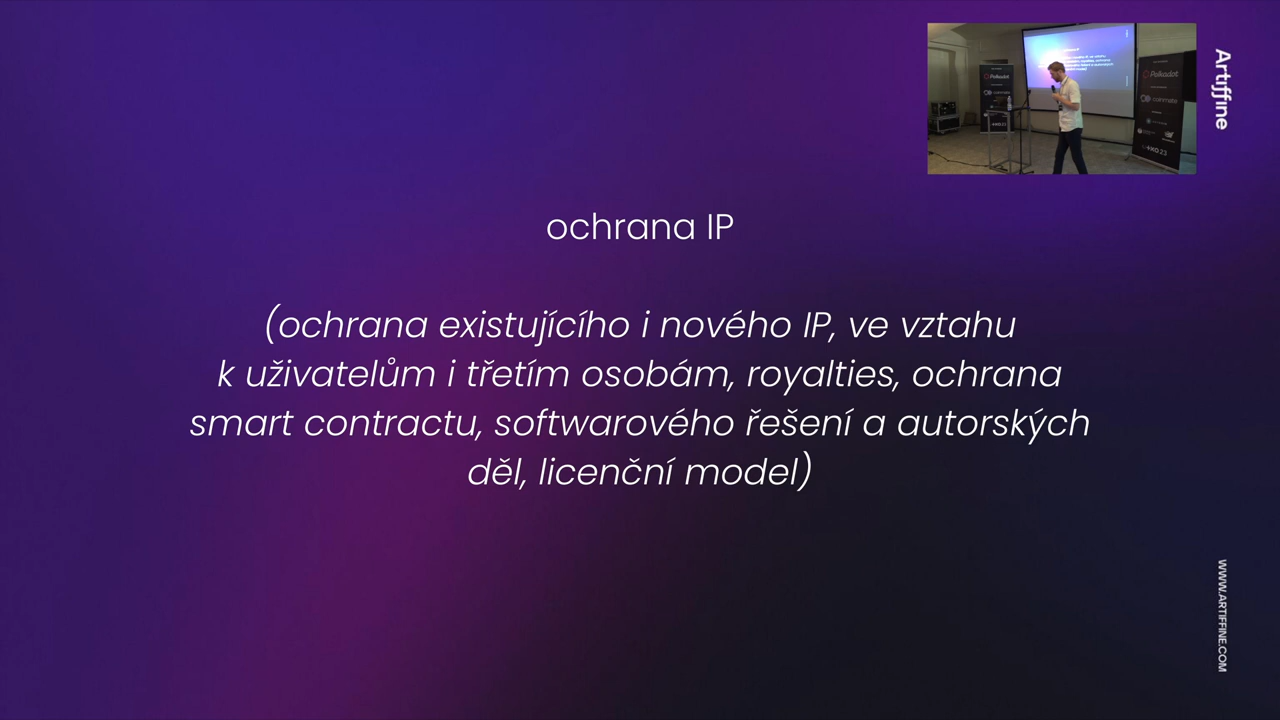 Artiffine
Polkadot
ochrana IP
(ochrana existujícího i nového IP, ve vztahu
k uživatelům i třetím osobám, royalties, ochrana
smart contractu, softwarového řešení a autorských
děl, licenční model)
WWW.ARTIFFINE.COM